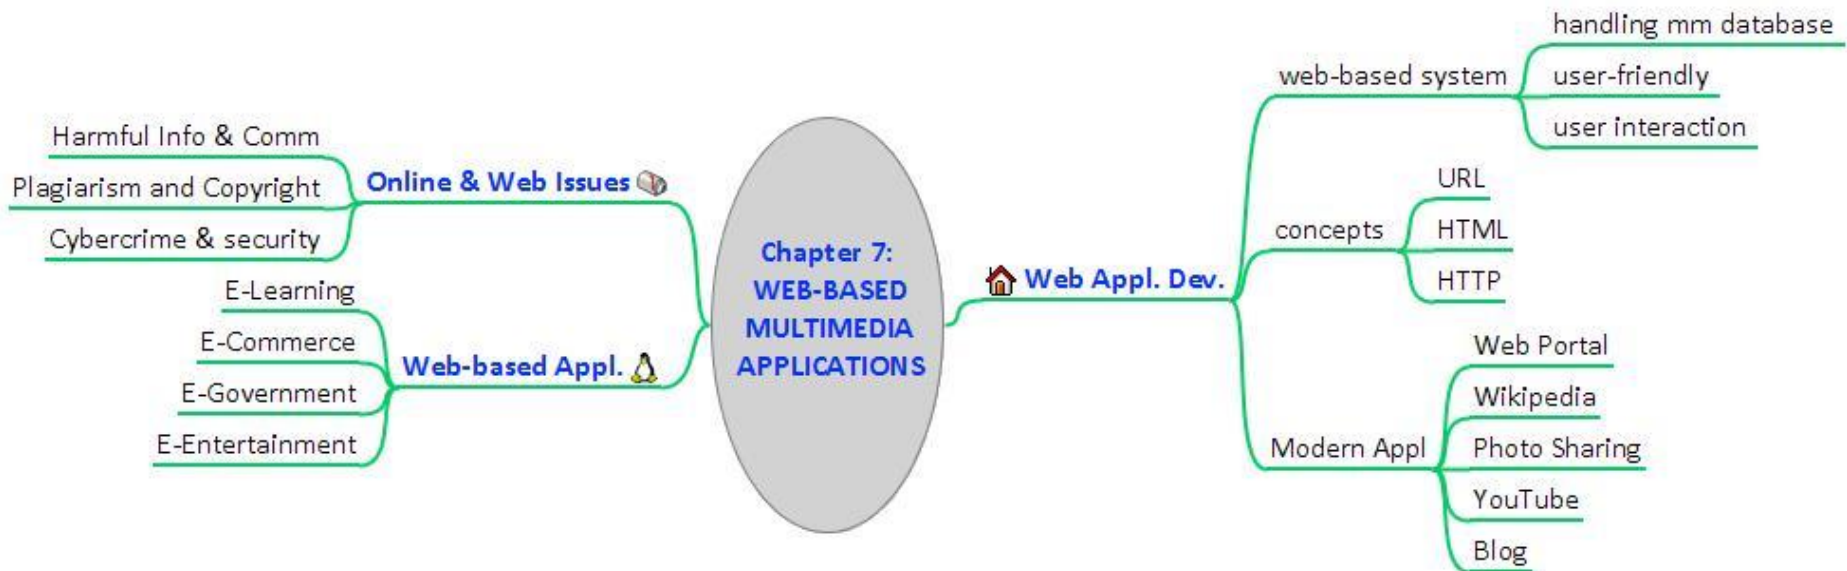 Chapter 7:
WEB-BASED
MULTIMEDIA
APPLICATIONS
Online & Web Issues
Harmful Info & Comm
Plagiarism and Copyright
Cybercrime & security
Web-based Appl.
E-Learning
E-Commerce
E-Government
E-Entertainment
Web Appl. Dev.
web-based system
handling mm database
user-friendly
user interaction
concepts
URL
HTML
HTTP
Modern Appl
Web Portal
Wikipedia
Photo Sharing
YouTube
Blog